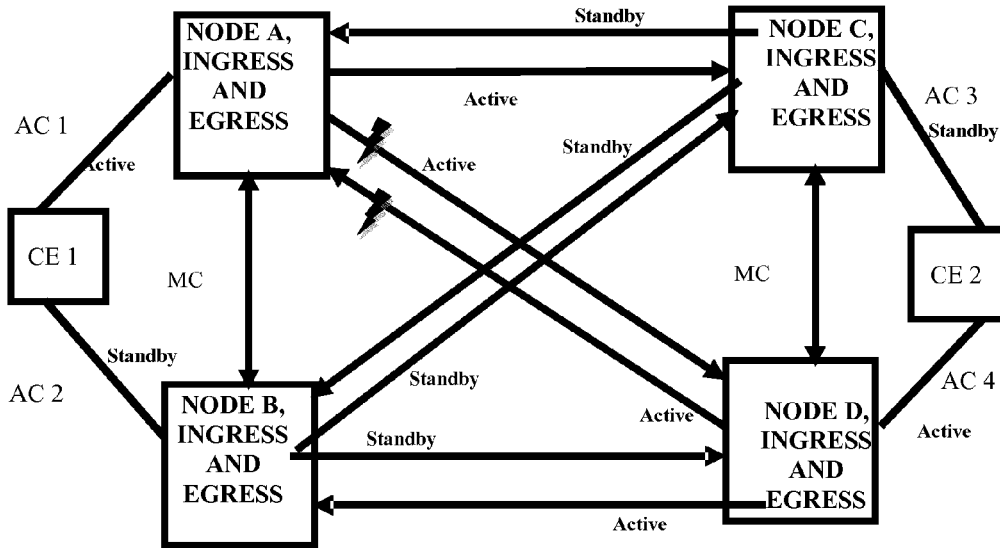 NODE A,
INGRESS
AND
EGRESS
Standby
NODE C,
INGRESS
AND
EGRESS
Active
AC 1
Active
Standby
Active
AC 3
Standby
CE 1
MC
MC
CE 2
Standby
AC 2
Standby
AC 4
Active
Active
NODE B,
INGRESS
AND
EGRESS
Standby
NODE D,
INGRESS
AND
EGRESS
Active